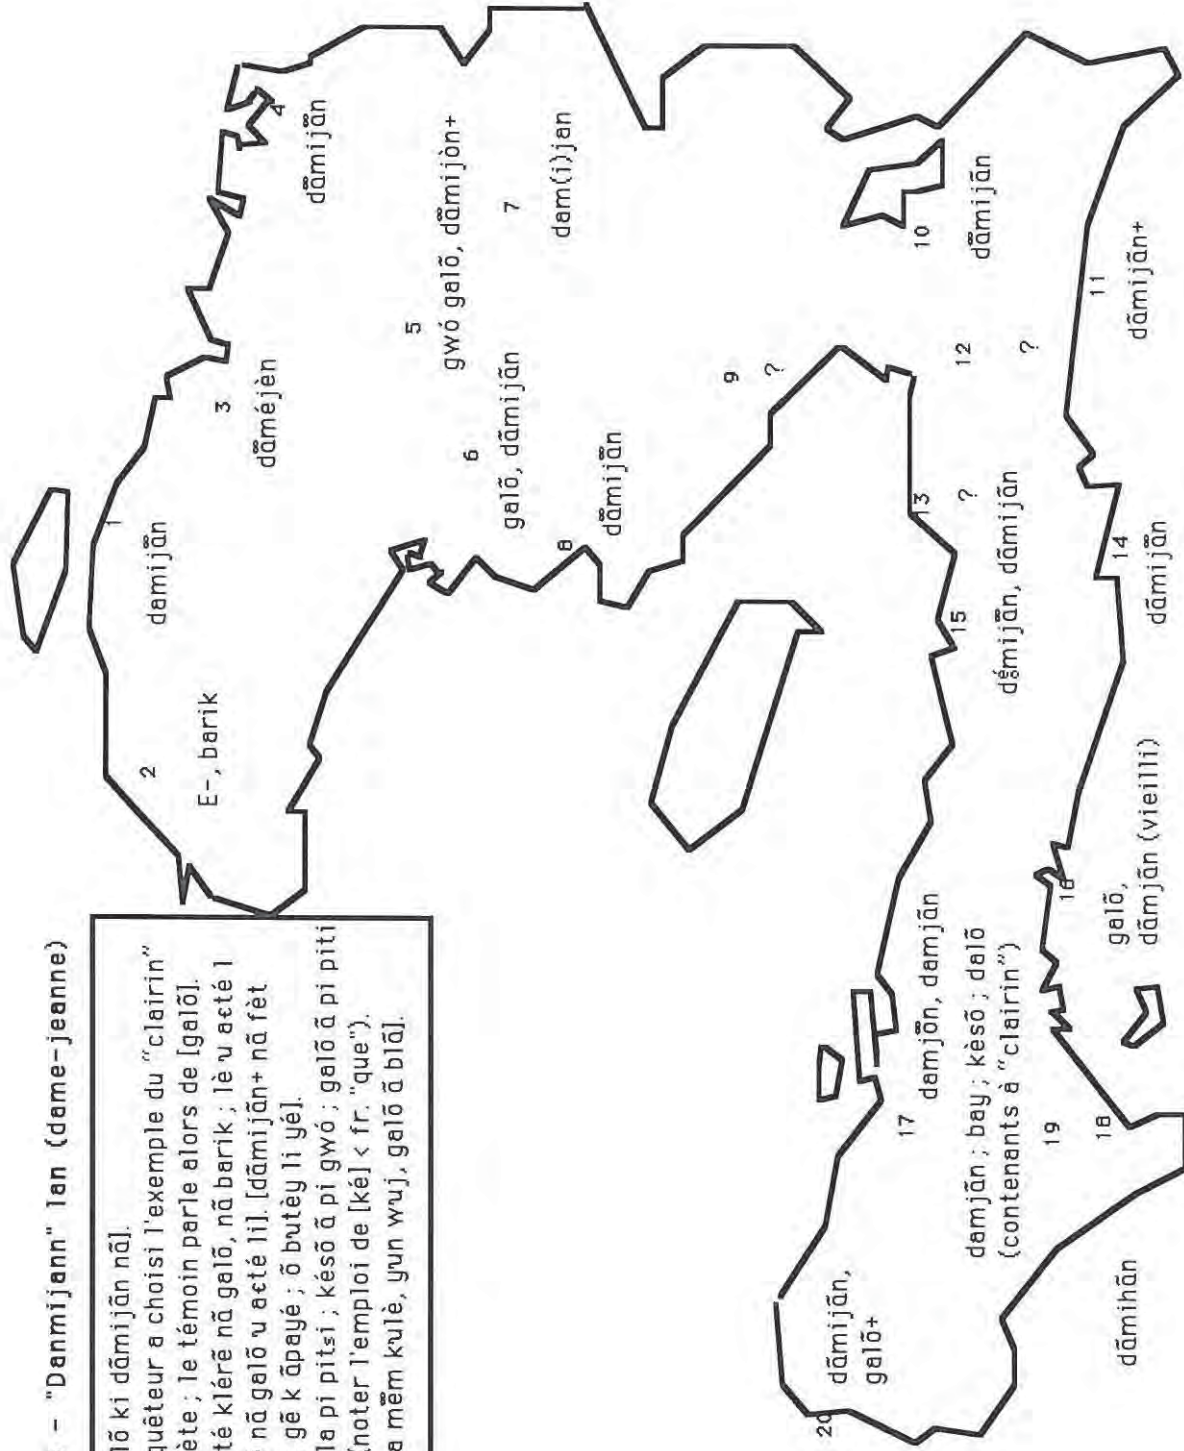 - "Danmijann" lan (dame-jeanne)
lõ ki dãmijãn nã].
quêteur a choisi l'exemple du "clairin"
ète ; le témoin parle alors de [galõ].
té klérẽ nã galõ, nã barik ; lè u aɛté l
nã galõ u aɛté li]. [dãmijãn+ nã fèt
gẽ k ãpayé ; õ butèy li yé].
la pi pitsi ; késõ ã pi gwó ; galõ ã pi piti
(noter l'emploi de [ké] < fr. "que").
a mẽm kulè, yun wuj, galõ ã blã].
1
damijãn
2
E-, barik
3
dãméjèn
4
dãmijãn
5
gwó galõ, dãmijòn+
6
galõ, dãmijãn
7
dam(i)jan
8
dãmijãn
9
?
10
dãmijãn
11
dãmijãn+
12
?
13
?
14
dãmijãn
15
dãmijãn
16
galõ,
dãmjãn (vieilli)
17
damjõn, damjãn
damjãn ; bay ; kèsõ ; dalõ
(contenants à "clairin")
19
18
dãmihãn
20
dãmijãn,
galõ+